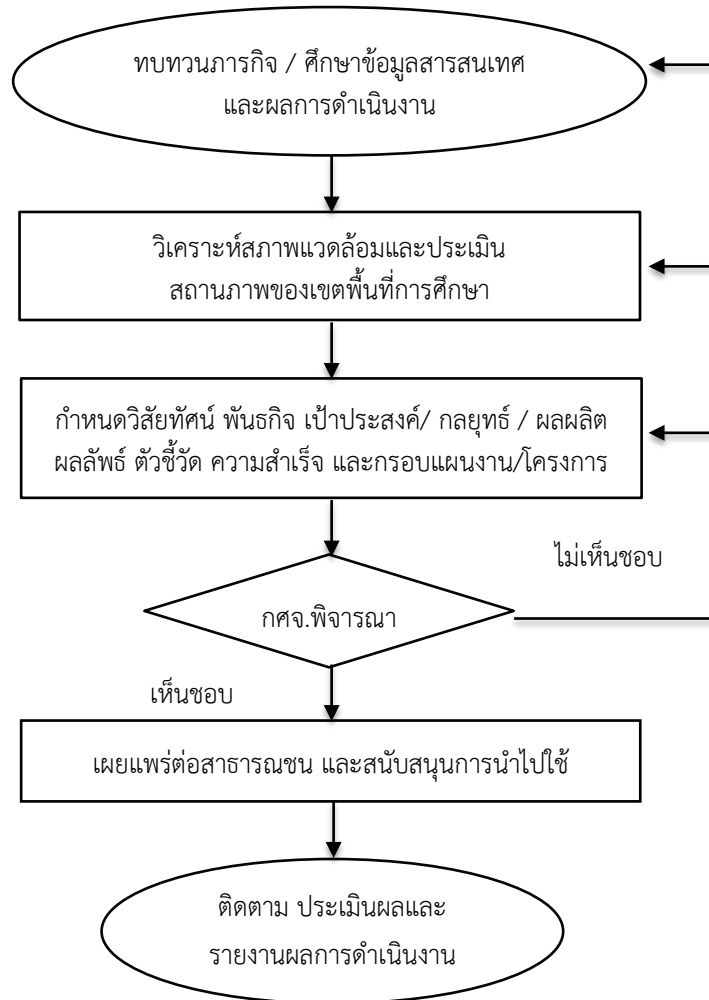 ทบทวนภารกิจ / ศึกษาข้อมูลสารสนเทศ
และผลการดำเนินงาน
วิเคราะห์สภาพแวดล้อมและประเมิน
สถานภาพของเขตพื้นที่การศึกษา
กำหนดวิสัยทัศน์ พันธกิจ เป้าประสงค์/ กลยุทธ์ / ผลผลิต
ผลลัพธ์ ตัวชี้วัด ความสำเร็จ และกรอบแผนงาน/โครงการ
ไม่เห็นชอบ
กศจ.พิจารณา
เห็นชอบ
เผยแพร่ต่อสาธารณชน และสนับสนุนการนำไปใช้
ติดตาม ประเมินผลและ
รายงานผลการดำเนินงาน